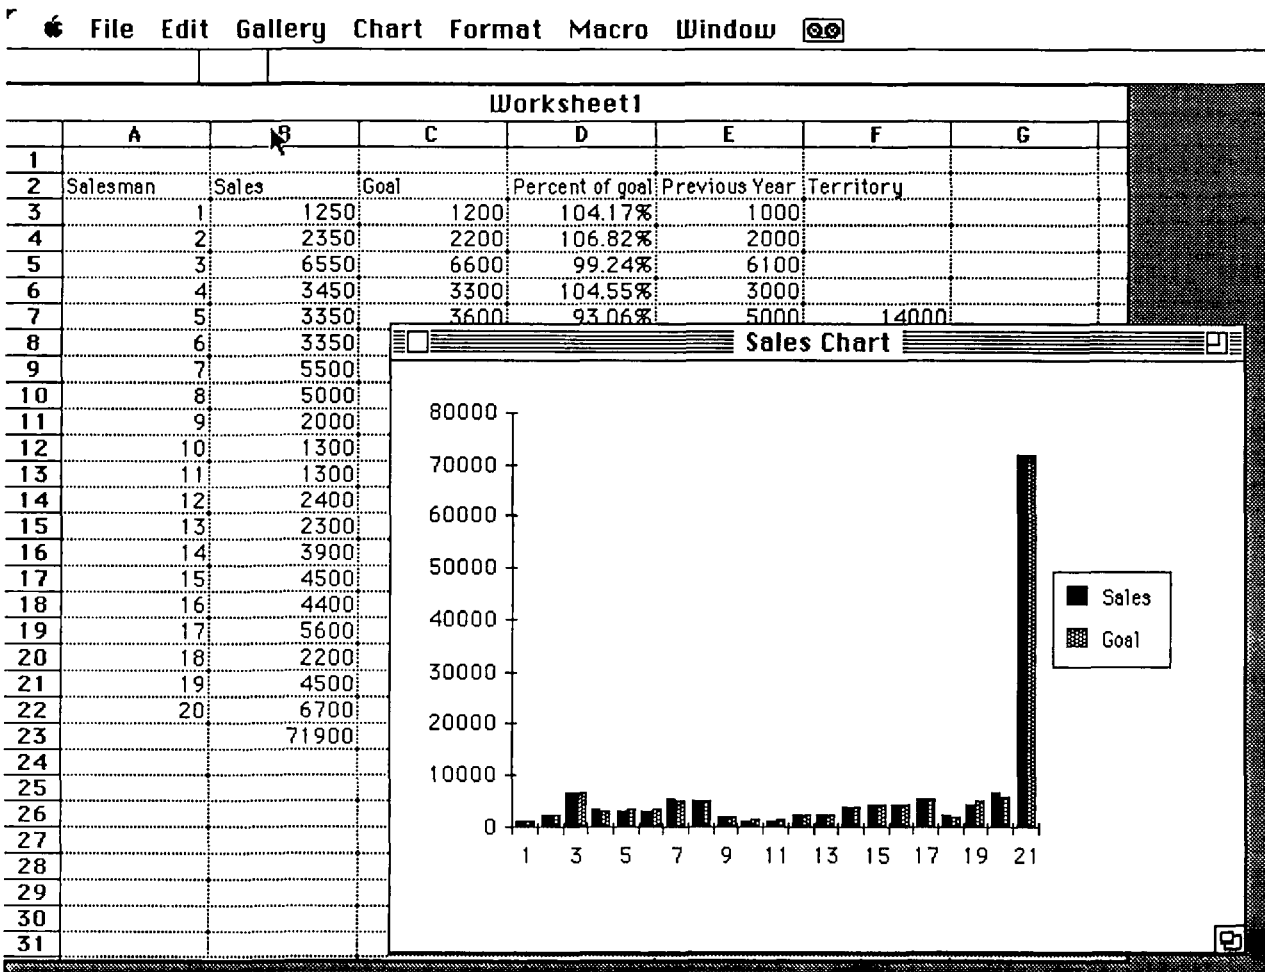 File Edit Gallery Chart Format Macro Window
Worksheet1
A B C D E F G
1
2 Salesman Sales Goal Percent of goal Previous Year Territory
3 1 1250 1200 104.17% 1000
4 2 2350 2200 106.82% 2000
5 3 6550 6600 99.24% 6100
6 4 3450 3300 104.55% 3000
7 5 3350 3600 93.06% 5000 14000
8 6 3350
9 7 5500
10 8 5000
11 9 2000
12 10 1300
13 11 1300
14 12 2400
15 13 2300
16 14 3900
17 15 4500
18 16 4400
19 17 5600
20 18 2200
21 19 4500
22 20 6700
23 71900
24
25
26
27
28
29
30
31
Sales Chart
80000
70000
60000
50000
40000
30000
20000
10000
0
1 3 5 7 9 11 13 15 17 19 21
Sales
Goal